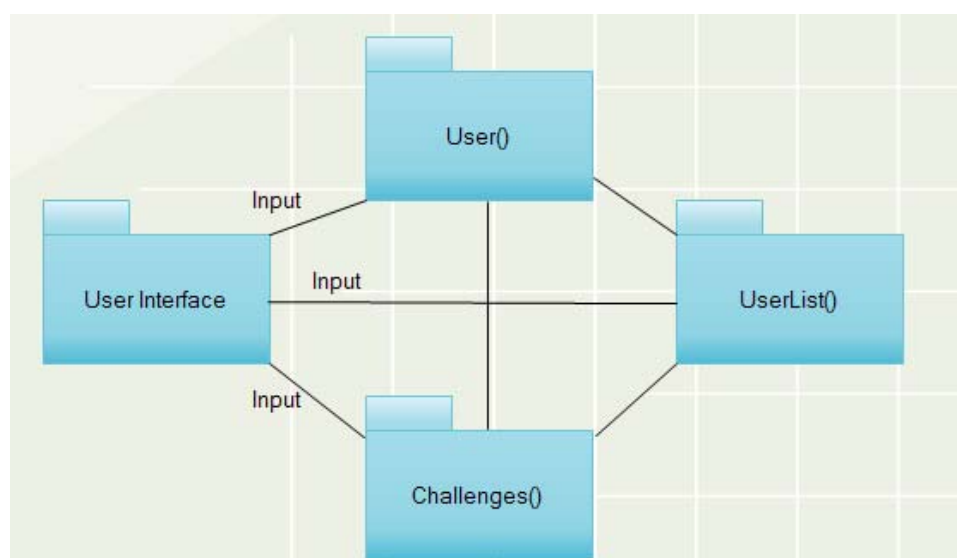 User()
Input
User Interface
Input
UserList()
Input
Challenges()